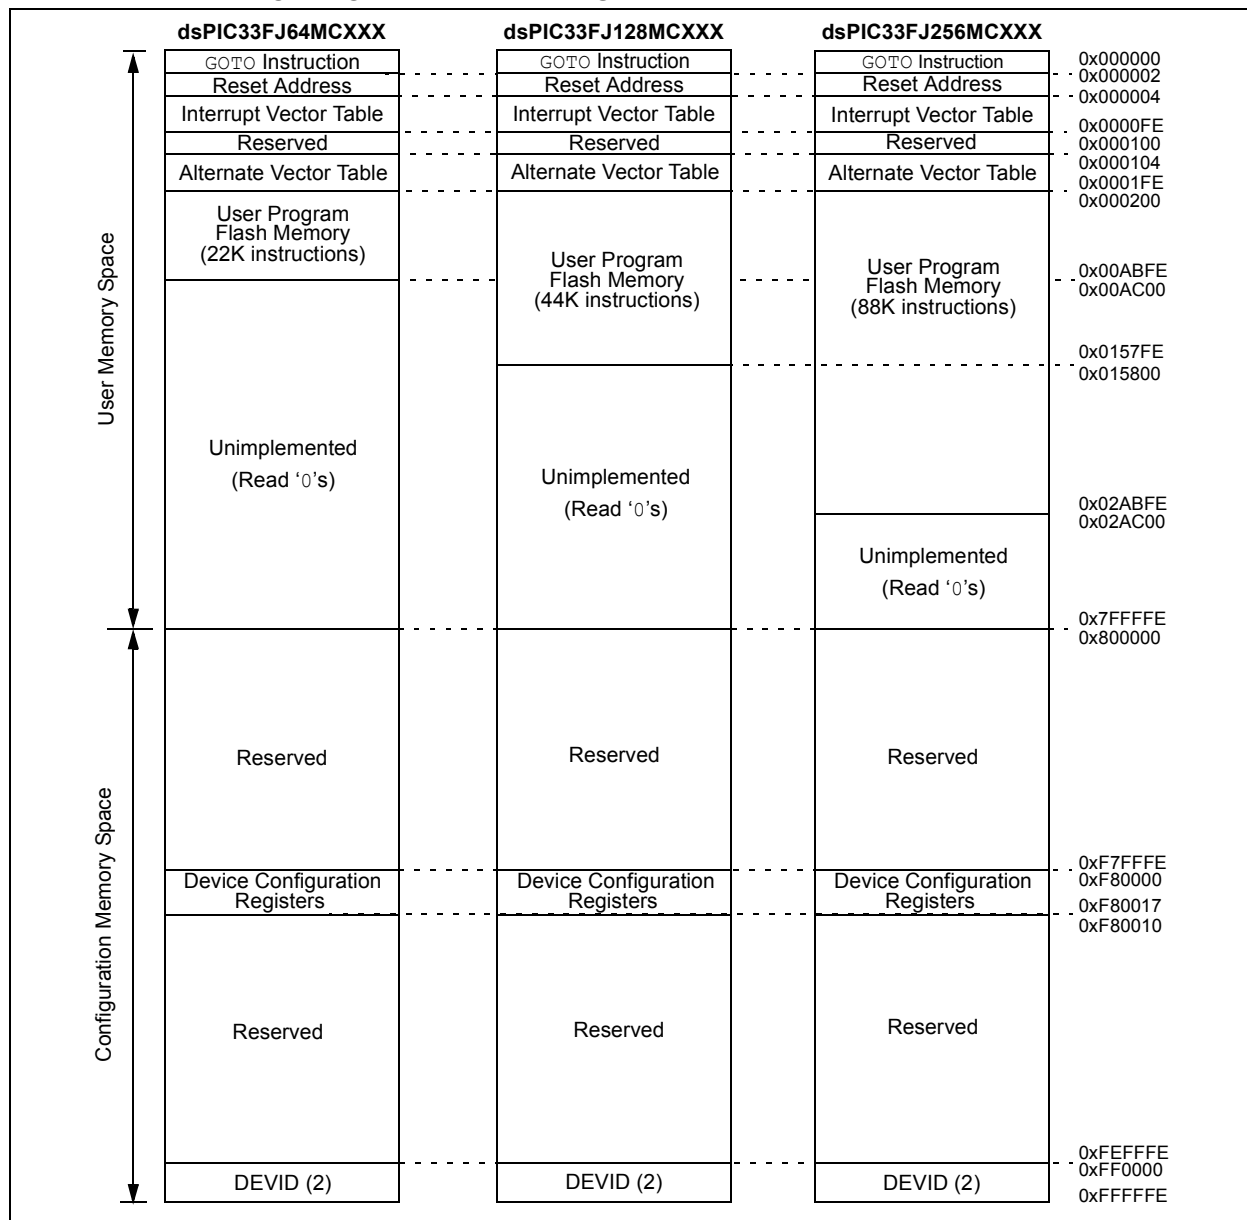 dsPIC33FJ64MCXXX dsPIC33FJ128MCXXX dsPIC33FJ256MCXXX
GOTO Instruction GOTO Instruction GOTO Instruction 0x000000
0x000002
Reset Address Reset Address Reset Address
0x000004
Interrupt Vector Table Interrupt Vector Table Interrupt Vector Table
0x0000FE
Reserved Reserved Reserved 0x000100
0x000104
Alternate Vector Table Alternate Vector Table Alternate Vector Table
0x0001FE
0x000200
User Program
Flash Memory
(22K instructions)
User Program
Flash Memory
(44K instructions)
User Program
Flash Memory
(88K instructions)
0x00ABFE
0x00AC00
0x0157FE
0x015800
User Memory Space
Unimplemented
(Read ‘0’s)
Unimplemented
(Read ‘0’s)
0x02ABFE
0x02AC00
Unimplemented
(Read ‘0’s)
0x7FFFFE
0x800000
Reserved Reserved Reserved
0xF7FFFE
0xF80000
Device Configuration
Registers
Device Configuration
Registers
Device Configuration
Registers
0xF80017
0xF80010
Configuration Memory Space
Reserved Reserved Reserved
0xFEFFFE
0xFF0000
DEVID (2) DEVID (2) DEVID (2)
0xFFFFFE